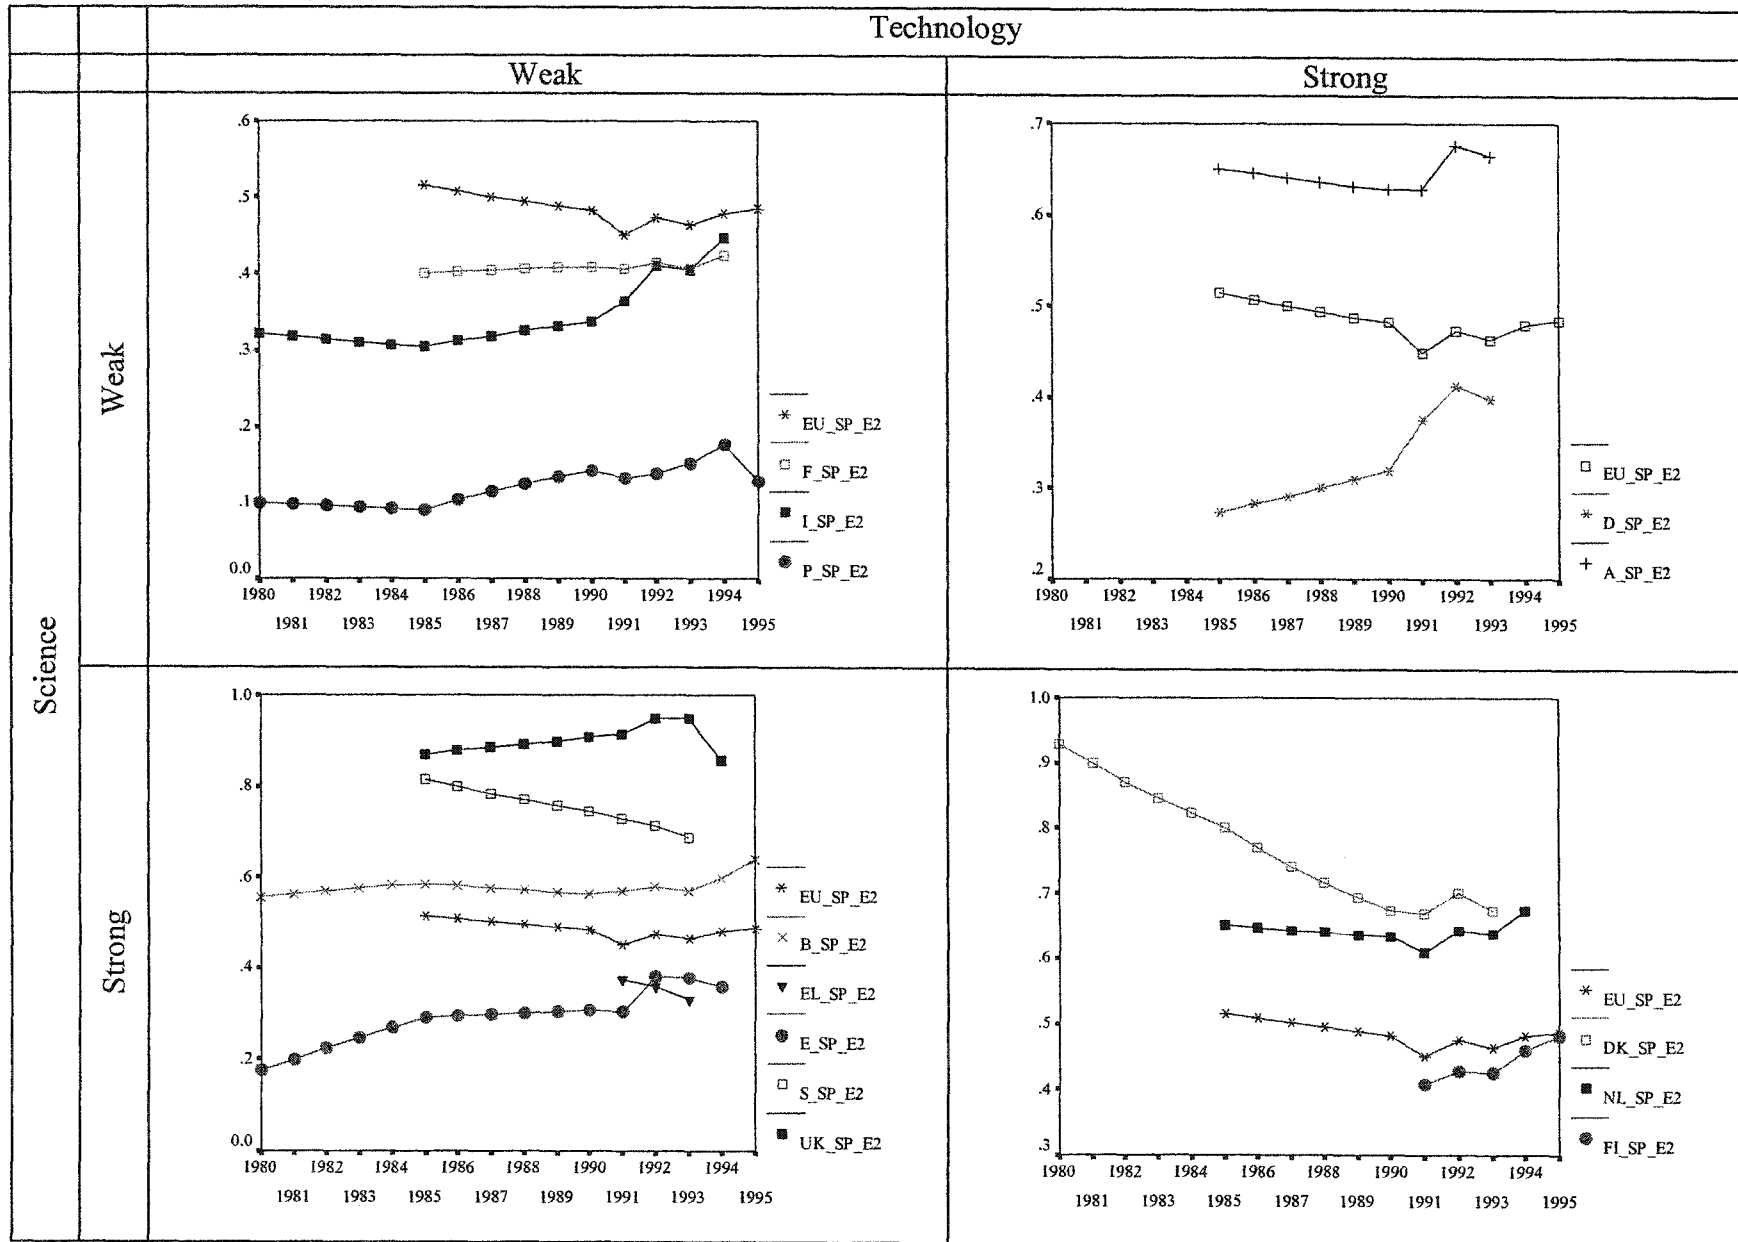 Technology
Weak
Strong
Science
Weak
.6
.5
.4
.3
.2
.1
0.0
1980 1982 1984 1986 1988 1990 1992 1994
1981 1983 1985 1987 1989 1991 1993 1995
EU_SP_E2
F_SP_E2
I_SP_E2
P_SP_E2
.7
.6
.5
.4
.3
.2
1980 1982 1984 1986 1988 1990 1992 1994
1981 1983 1985 1987 1989 1991 1993 1995
EU_SP_E2
D_SP_E2
A_SP_E2
Strong
1.0
.8
.6
.4
.2
0.0
1980 1982 1984 1986 1988 1990 1992 1994
1981 1983 1985 1987 1989 1991 1993 1995
EU_SP_E2
B_SP_E2
EL_SP_E2
E_SP_E2
S_SP_E2
UK_SP_E2
1.0
.9
.8
.7
.6
.5
.4
.3
1980 1982 1984 1986 1988 1990 1992 1994
1981 1983 1985 1987 1989 1991 1993 1995
EU_SP_E2
DK_SP_E2
NL_SP_E2
FI_SP_E2